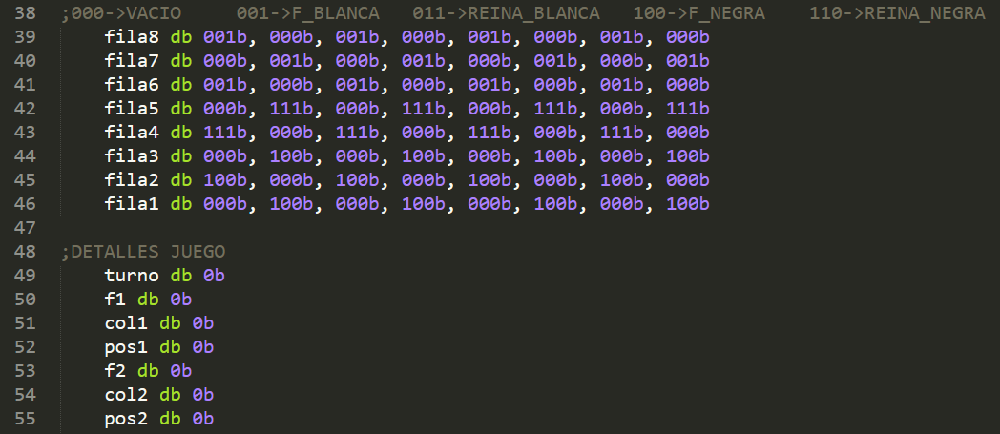 38 ;000->VACIO     001->F_BLANCA   011->REINA_BLANCA   100->F_NEGRA    110->REINA_NEGRA
39     fila8 db 001b, 000b, 001b, 000b, 001b, 000b, 001b, 000b
40     fila7 db 000b, 001b, 000b, 001b, 000b, 001b, 000b, 001b
41     fila6 db 001b, 000b, 001b, 000b, 001b, 000b, 001b, 000b
42     fila5 db 000b, 111b, 000b, 111b, 000b, 111b, 000b, 111b
43     fila4 db 111b, 000b, 111b, 000b, 111b, 000b, 111b, 000b
44     fila3 db 000b, 100b, 000b, 100b, 000b, 100b, 000b, 100b
45     fila2 db 100b, 000b, 100b, 000b, 100b, 000b, 100b, 000b
46     fila1 db 000b, 100b, 000b, 100b, 000b, 100b, 000b, 100b
47
48 ;DETALLES JUEGO
49     turno db 0b
50     f1 db 0b
51     col1 db 0b
52     pos1 db 0b
53     f2 db 0b
54     col2 db 0b
55     pos2 db 0b